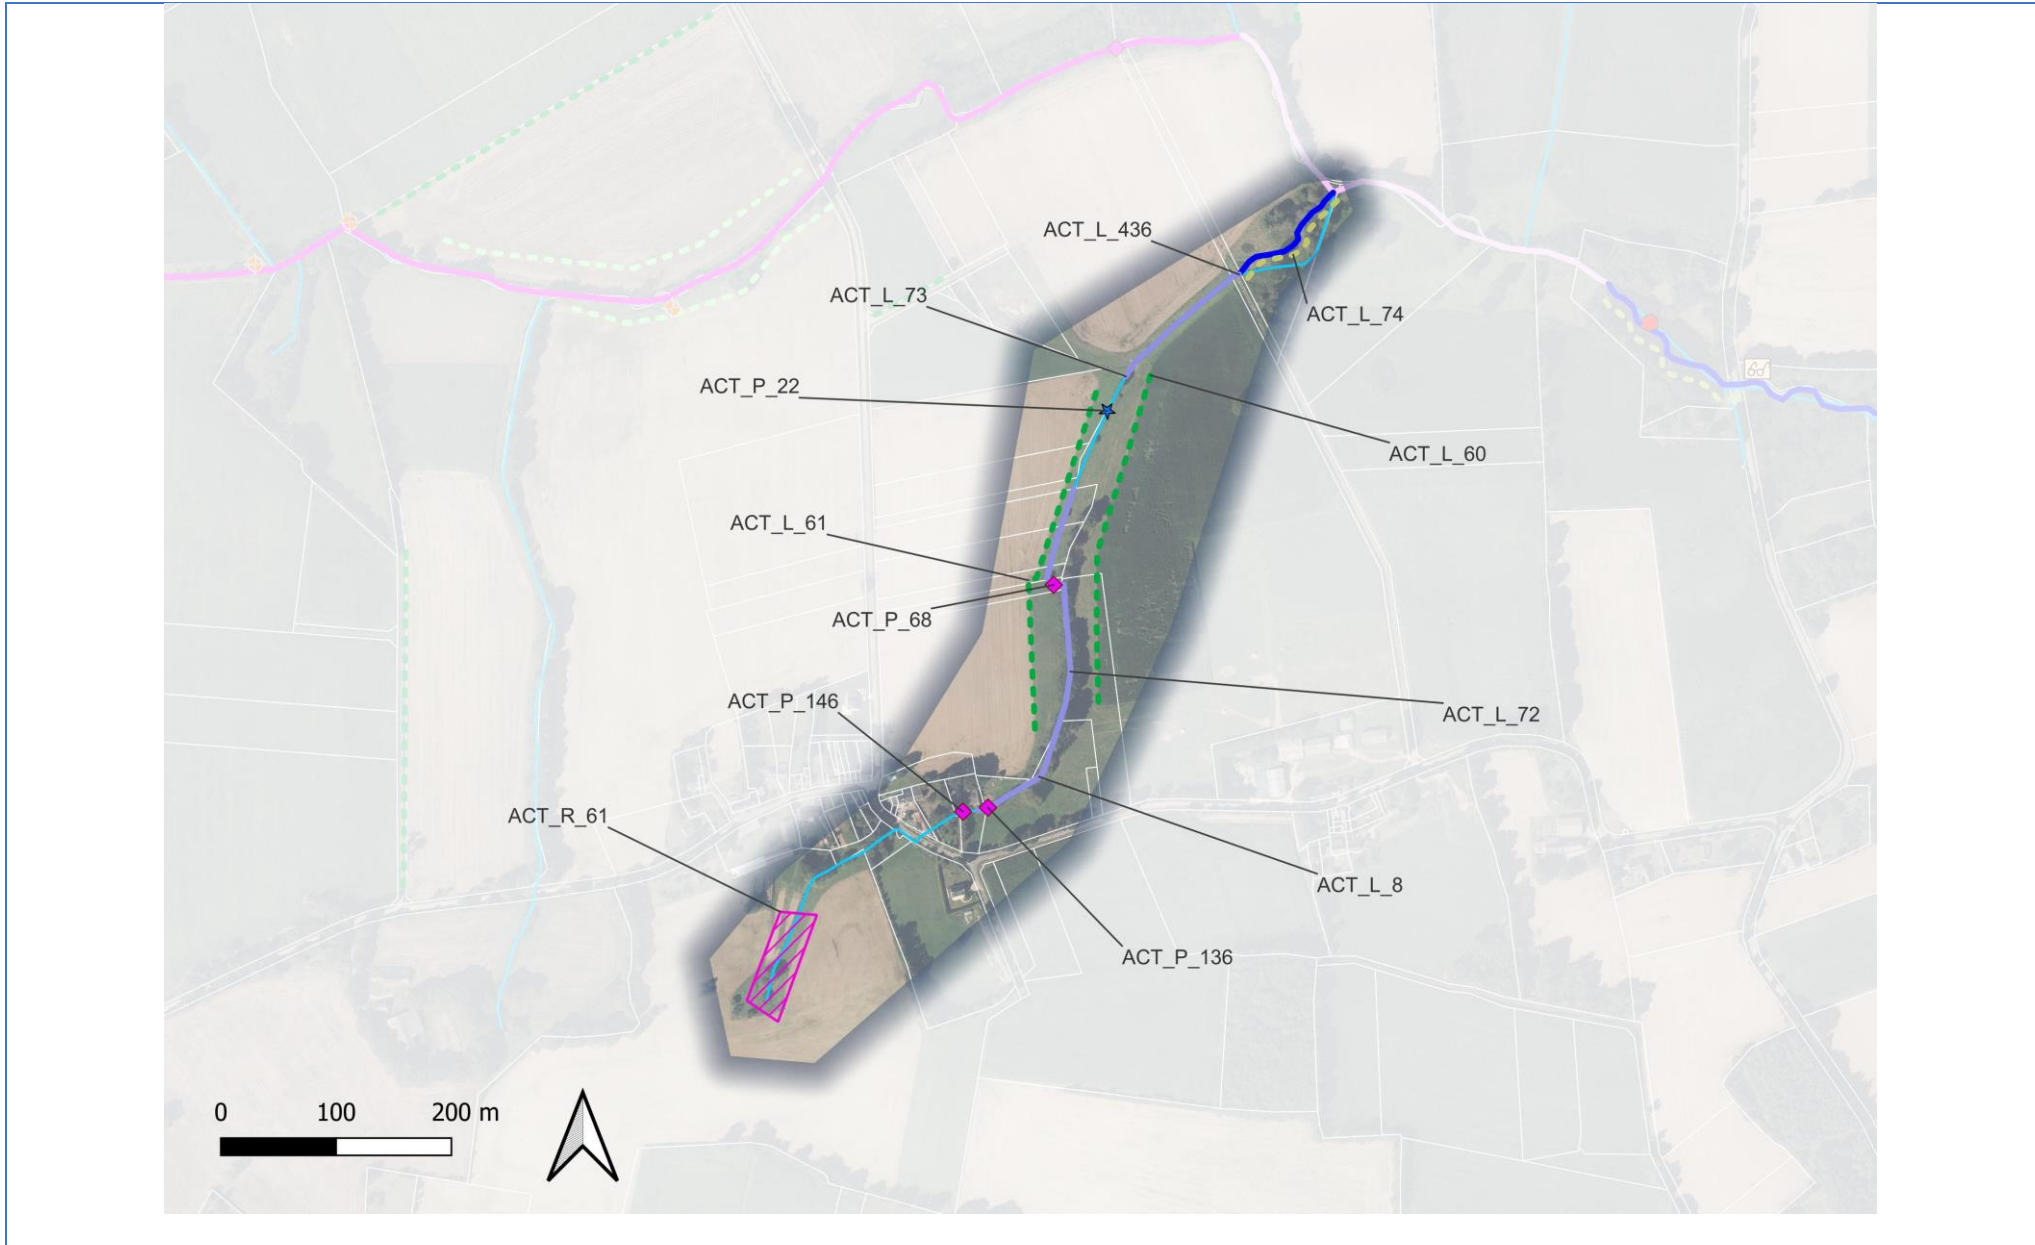 ACT_L_436
ACT_L_73
ACT_L_74
ACT_P_22
ACT_L_60
ACT_L_61
ACT_P_68
ACT_P_146
ACT_L_72
ACT_R_61
ACT_L_8
ACT_P_136
0 100 200 m